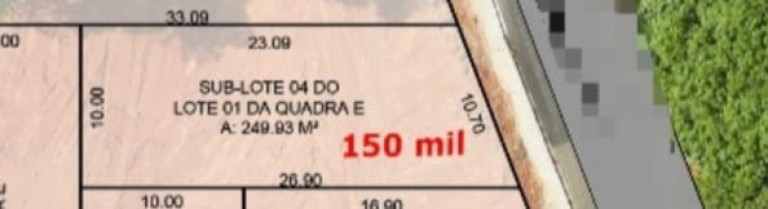 33.09
.00
23.09
SUB-LOTE 04 DO
LOTE 01 DA QUADRA E
A: 249.93 M²
10.00
10.70
150 mil
26.90
10.00
16.90